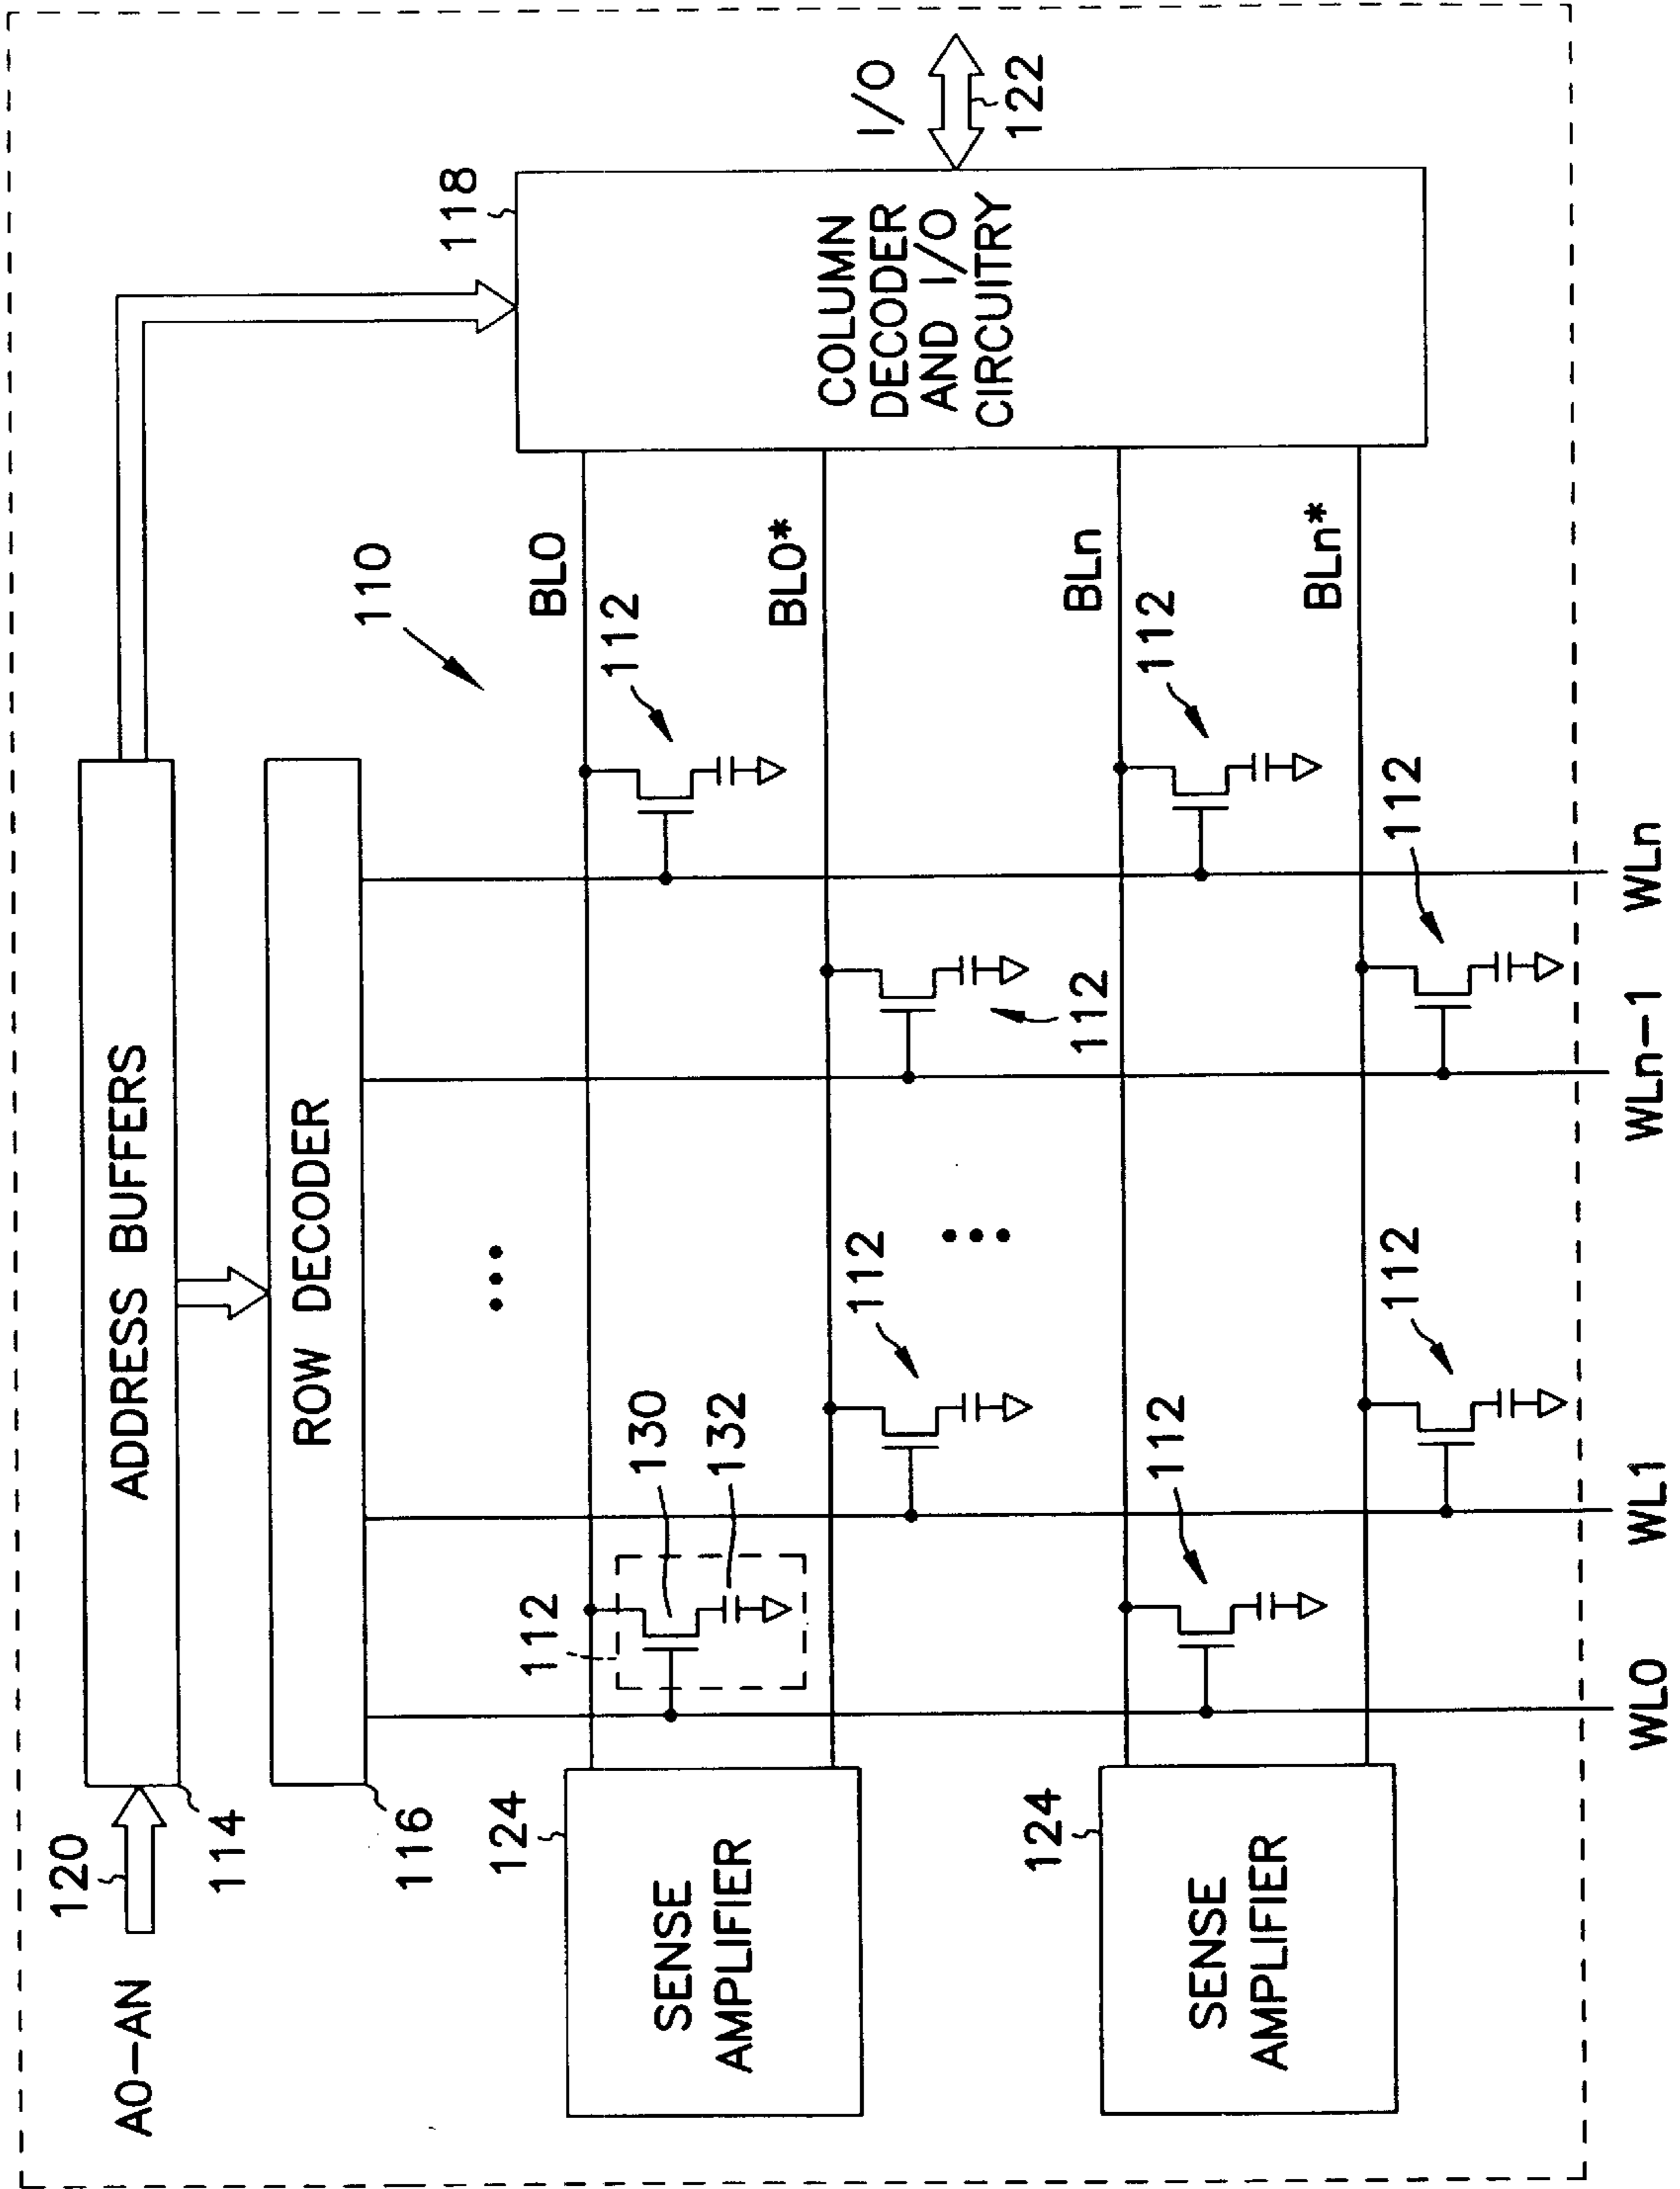 A0-AN
120
114
ADDRESS BUFFERS
116
ROW DECODER
110
118
COLUMN
DECODER
AND I/O
CIRCUITRY
I/O
122
124
SENSE
AMPLIFIER
112
130
132
BL0
112
112
112
BL0*
124
SENSE
AMPLIFIER
112
BLn
112
112
112
BLn*
WL0
WL1
WLn-1
WLn